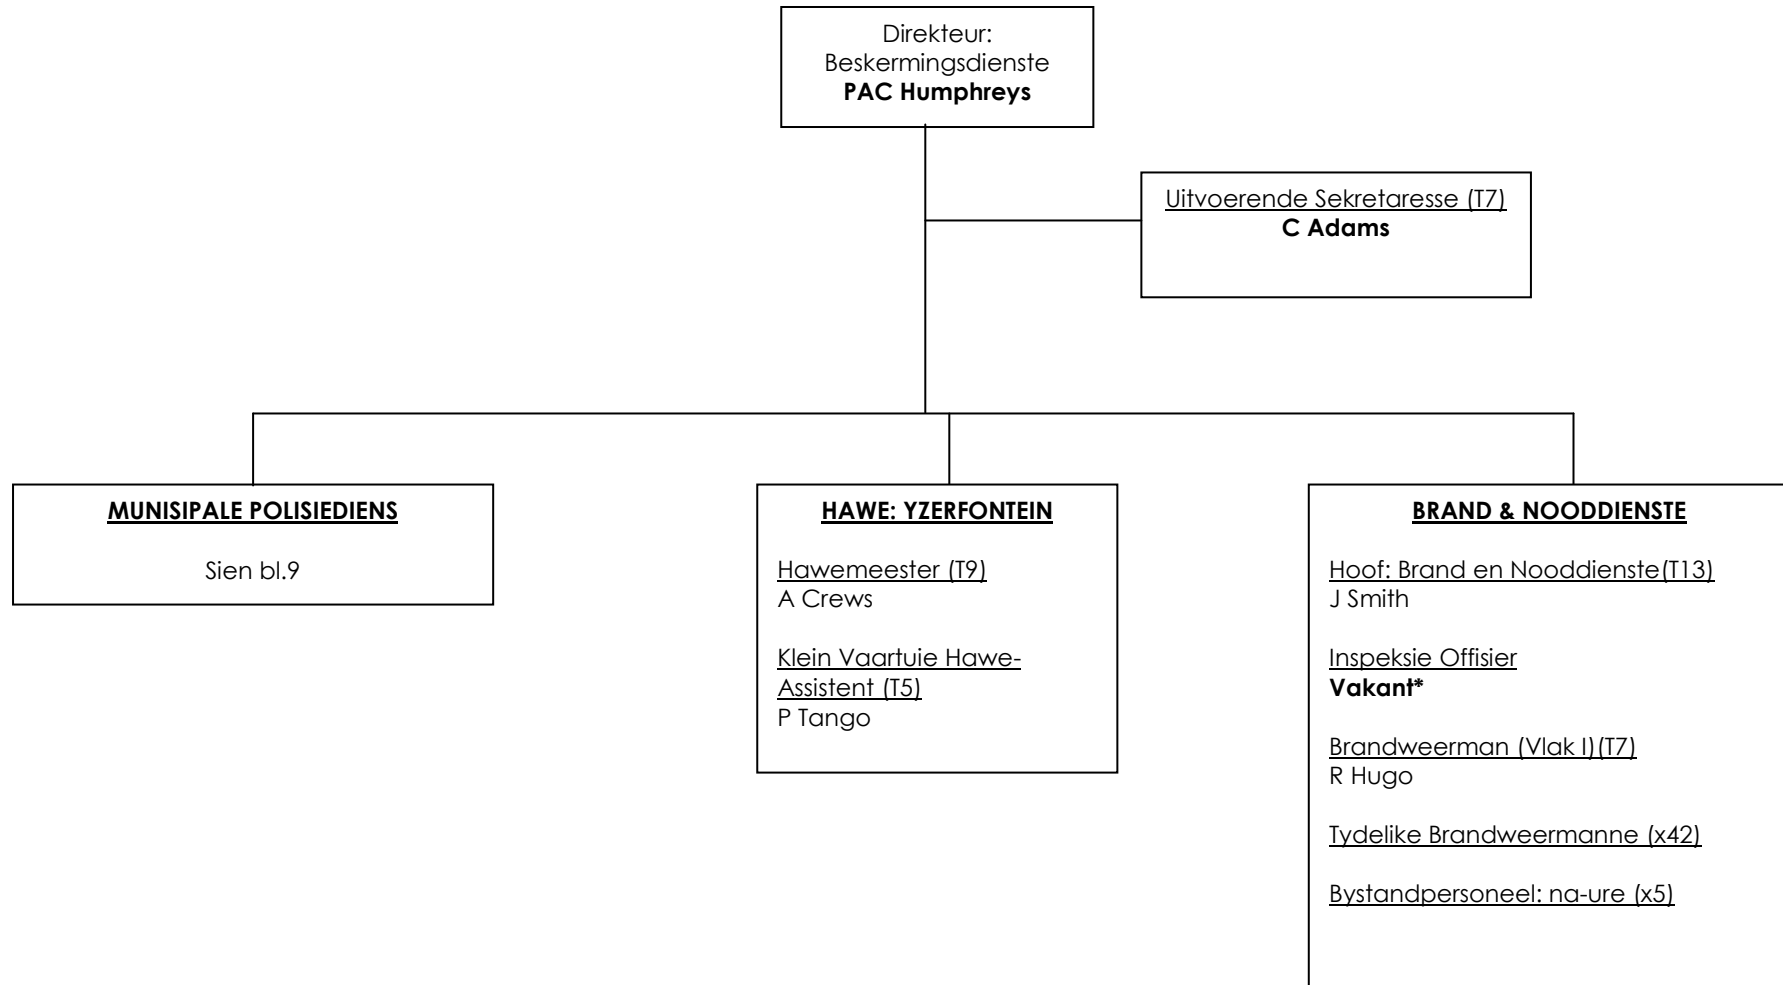 Direkteur:
Beskermingsdienste
PAC Humphreys
Uitvoerende Sekretaresse (T7)
C Adams
MUNISIPALE POLISIEDIENS
Sien bl.9
HAWE: YZERFONTEIN
Hawemeester (T9)
A Crews
Klein Vaartuie Hawe-
Assistent (T5)
P Tango
BRAND & NOODDIENSTE
Hoof: Brand en Nooddienste(T13)
J Smith
Inspeksie Offisier
Vakant*
Brandweerman (Vlak I)(T7)
R Hugo
Tydelike Brandweermanne (x42)
Bystandpersoneel: na-ure (x5)